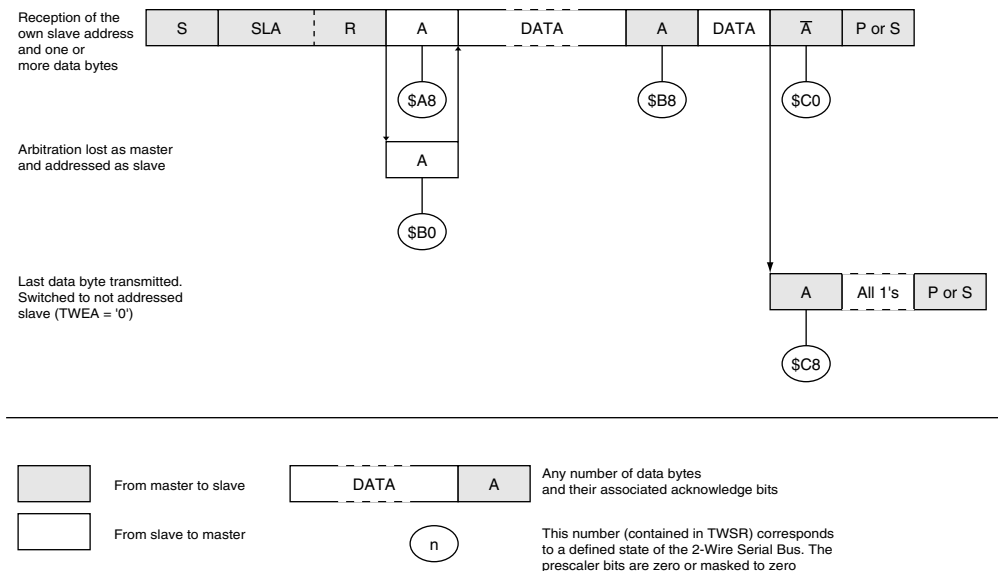 Reception of the
own slave address
and one or
more data bytes
S SLA R A DATA A DATA A̅ P or S
$A8 $B8 $C0
Arbitration lost as master
and addressed as slave
A
$B0
Last data byte transmitted.
Switched to not addressed
slave (TWEA = '0')
A All 1's P or S
$C8
From master to slave
DATA A
Any number of data bytes
and their associated acknowledge bits
From slave to master
n
This number (contained in TWSR) corresponds
to a defined state of the 2-Wire Serial Bus. The
prescaler bits are zero or masked to zero